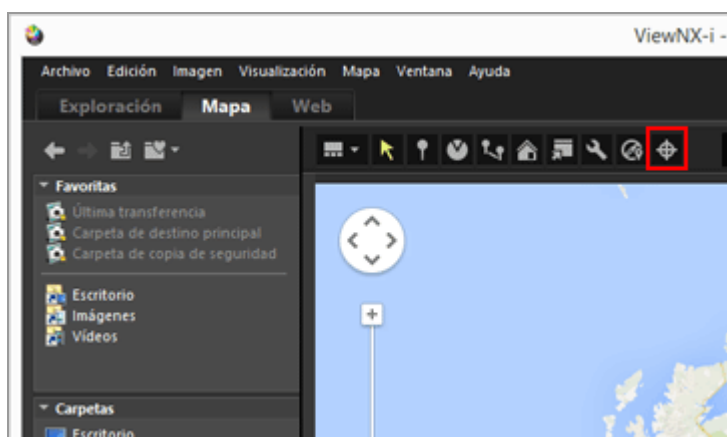 ViewNX-i -
Archivo Edición Imagen Visualización Mapa Ventana Ayuda
Exploración Mapa Web
Favoritas
Última transferencia
Carpeta de destino principal
Carpeta de copia de seguridad
Escritorio
Imágenes
Vídeos
Carpetas
Escritorio